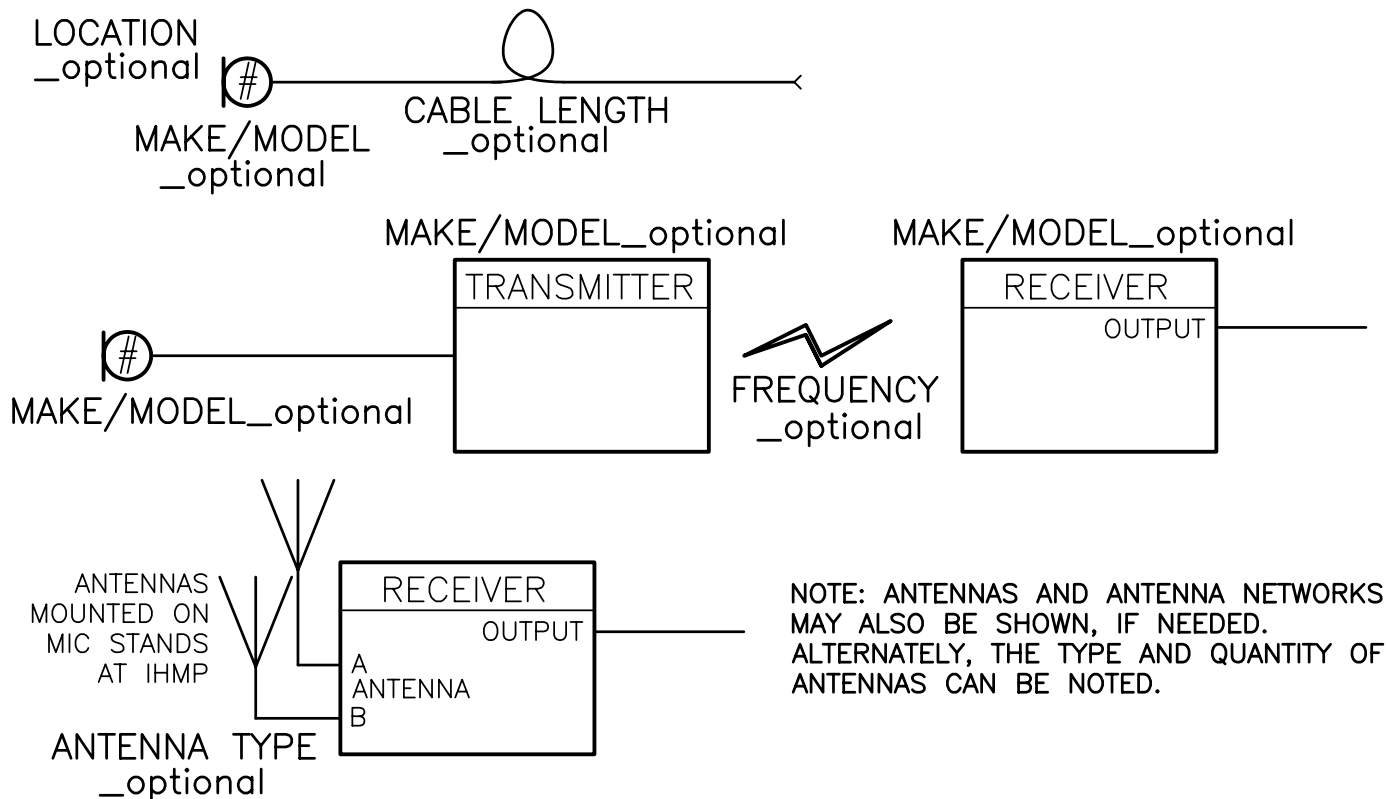 LOCATION
_optional
#
MAKE/MODEL
_optional
CABLE LENGTH
_optional
MAKE/MODEL_optional
TRANSMITTER
MAKE/MODEL_optional
RECEIVER
OUTPUT
#
MAKE/MODEL_optional
FREQUENCY
_optional
ANTENNAS
MOUNTED ON
MIC STANDS
AT IHMP
RECEIVER
OUTPUT
A
ANTENNA
B
ANTENNA TYPE
_optional
NOTE: ANTENNAS AND ANTENNA NETWORKS
MAY ALSO BE SHOWN, IF NEEDED.
ALTERNATELY, THE TYPE AND QUANTITY OF
ANTENNAS CAN BE NOTED.